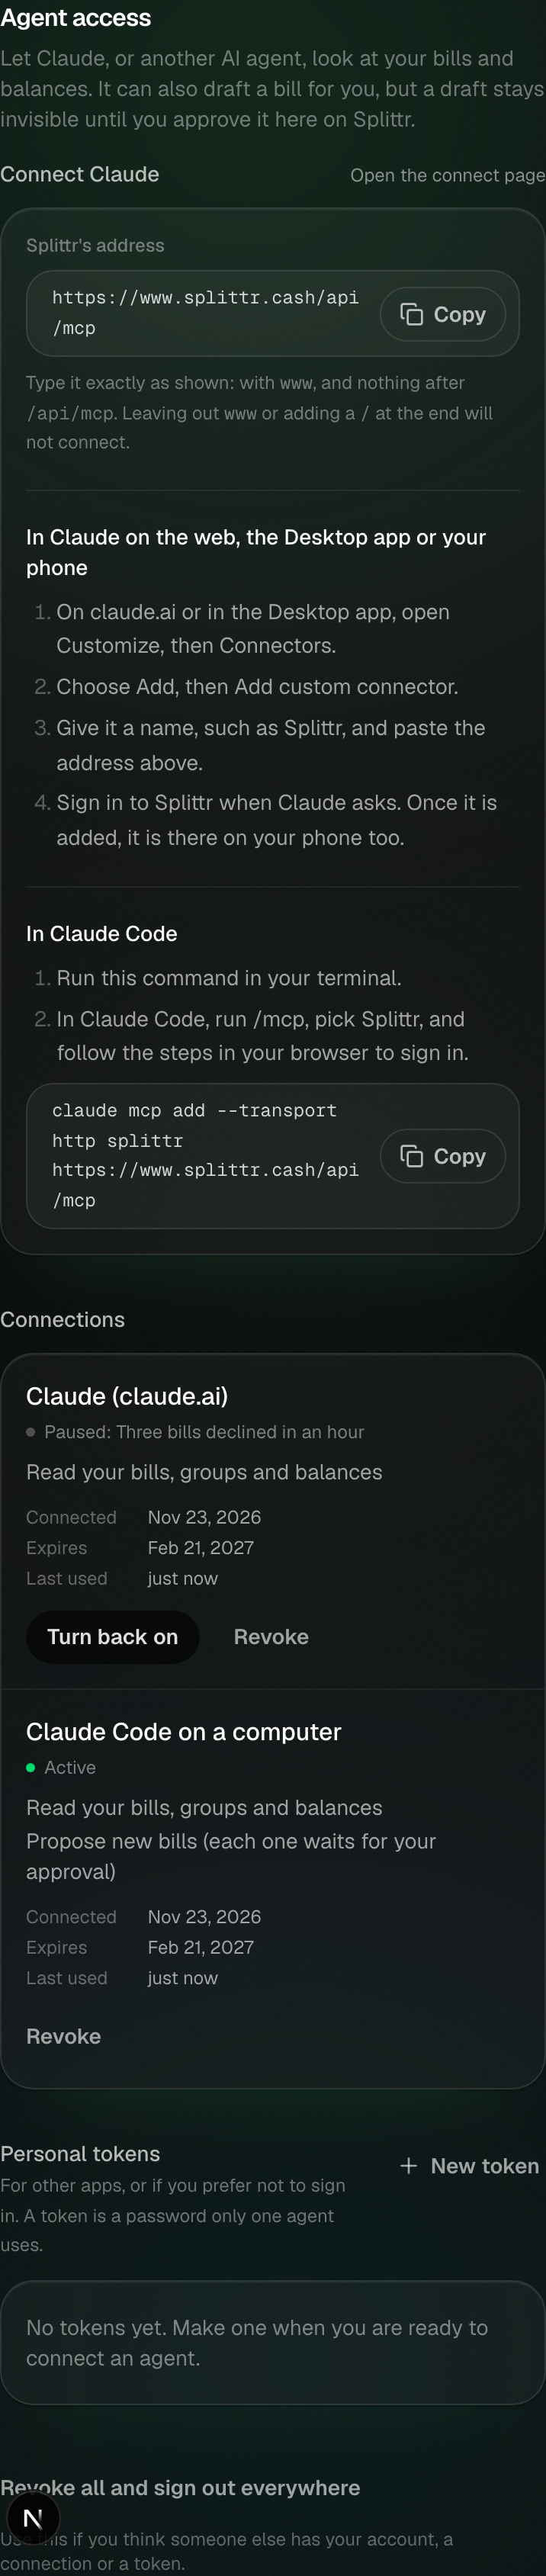 Agent access
Let Claude, or another AI agent, look at your bills and
balances. It can also draft a bill for you, but a draft stays
invisible until you approve it here on Splittr.
Connect Claude
Open the connect page
Splittr's address
https://www.splittr.cash/api
/mcp
Copy
Type it exactly as shown: with www, and nothing after
/api/mcp. Leaving out www or adding a / at the end will
not connect.
In Claude on the web, the Desktop app or your
phone
1. On claude.ai or in the Desktop app, open
Customize, then Connectors.
2. Choose Add, then Add custom connector.
3. Give it a name, such as Splittr, and paste the
address above.
4. Sign in to Splittr when Claude asks. Once it is
added, it is there on your phone too.
In Claude Code
1. Run this command in your terminal.
2. In Claude Code, run /mcp, pick Splittr, and
follow the steps in your browser to sign in.
claude mcp add --transport
http splittr
https://www.splittr.cash/api
/mcp
Copy
Connections
Claude (claude.ai)
Paused: Three bills declined in an hour
Read your bills, groups and balances
Connected Nov 23, 2026
Expires Feb 21, 2027
Last used just now
Turn back on
Revoke
Claude Code on a computer
Active
Read your bills, groups and balances
Propose new bills (each one waits for your
approval)
Connected Nov 23, 2026
Expires Feb 21, 2027
Last used just now
Revoke
Personal tokens
New token
For other apps, or if you prefer not to sign
in. A token is a password only one agent
uses.
No tokens yet. Make one when you are ready to
connect an agent.
Revoke all and sign out everywhere
N
Use this if you think someone else has your account, a
connection or a token.